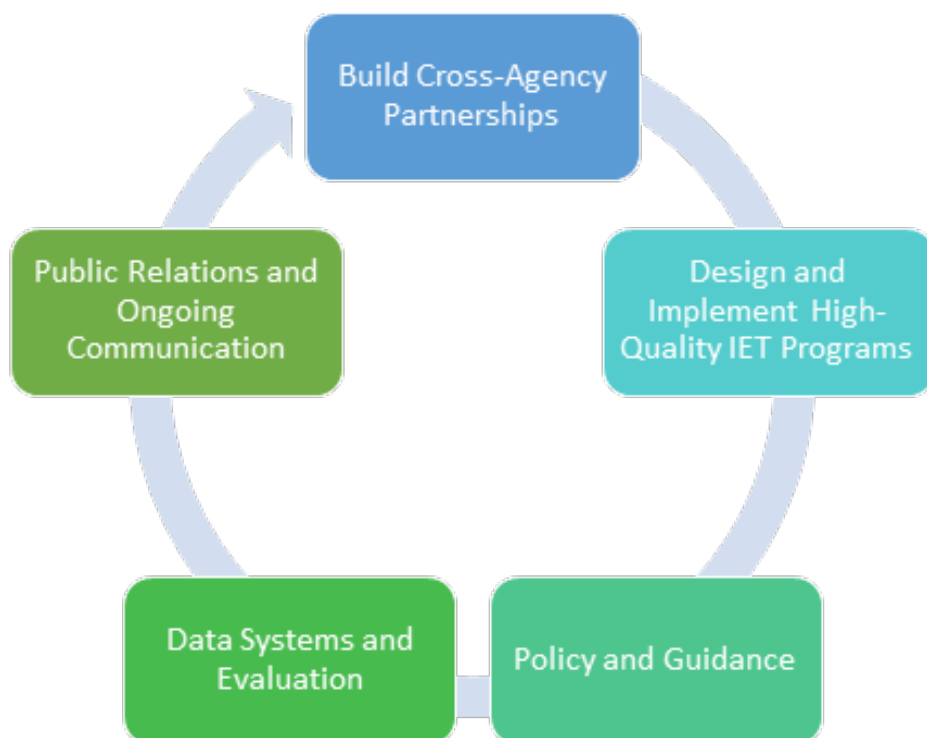 Build Cross-Agency
Partnerships
Design and
Implement High-
Quality IET Programs
Policy and Guidance
Data Systems and
Evaluation
Public Relations and
Ongoing
Communication